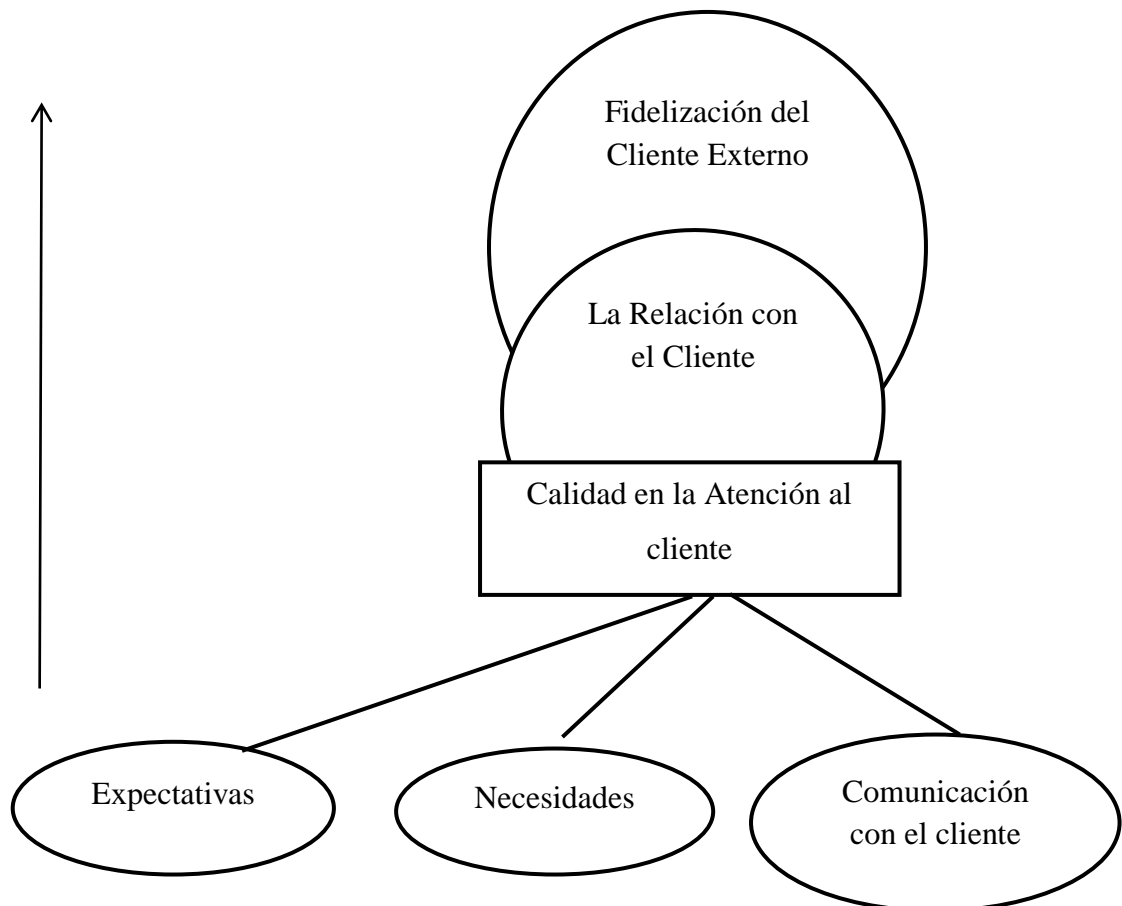 Fidelización del
Cliente Externo
La Relación con
el Cliente
Calidad en la Atención al
cliente
Expectativas
Necesidades
Comunicación
con el cliente